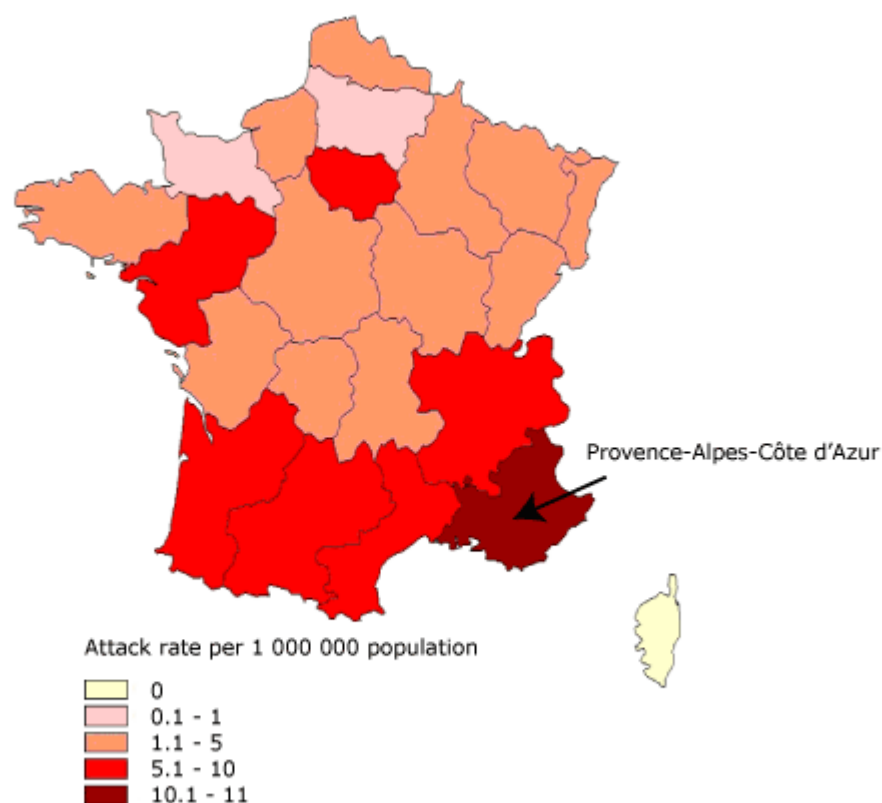 Provence-Alpes-Côte d’Azur
Attack rate per 1 000 000 population
0
0.1 - 1
1.1 - 5
5.1 - 10
10.1 - 11